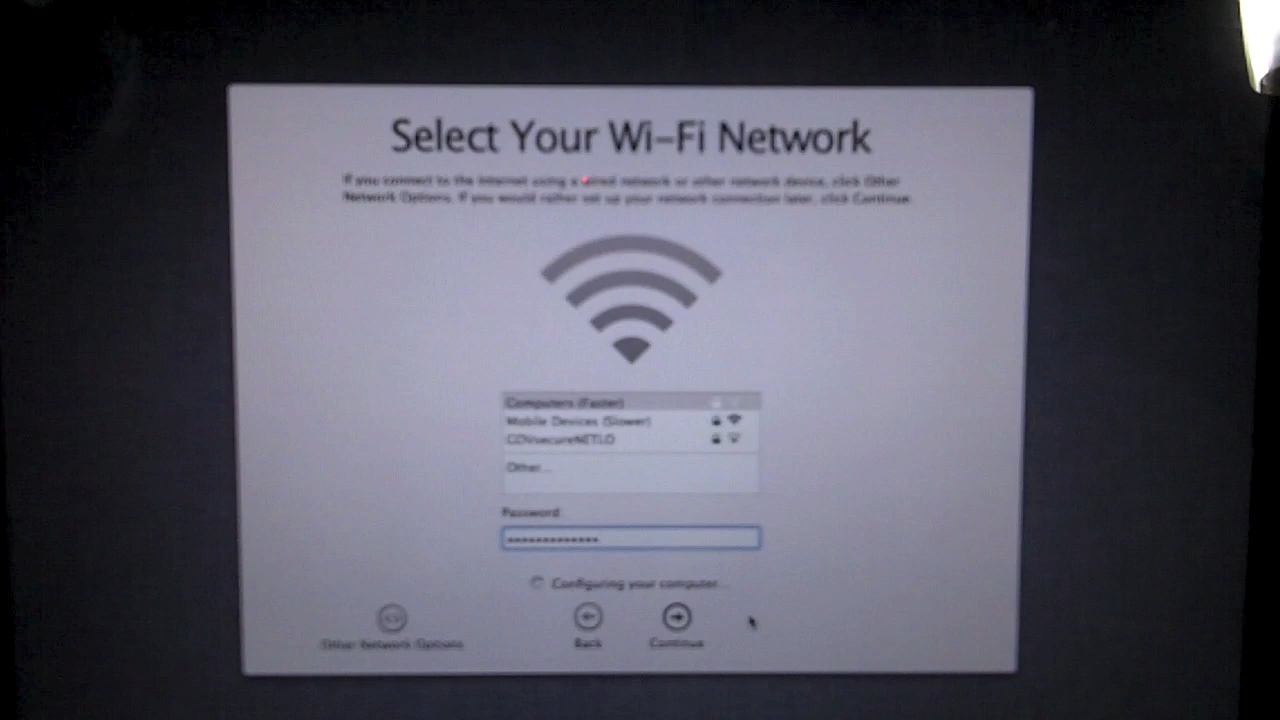 Select Your Wi-Fi Network
If you connect to the Internet using a wired network or other network device, click Other
Network Options. If you would rather set up your network connection later, click Continue.
Computers (Faster)
Mobile Devices (Slower)
Other...
Password:
Configuring your computer...
Other Network Options
Back
Continue